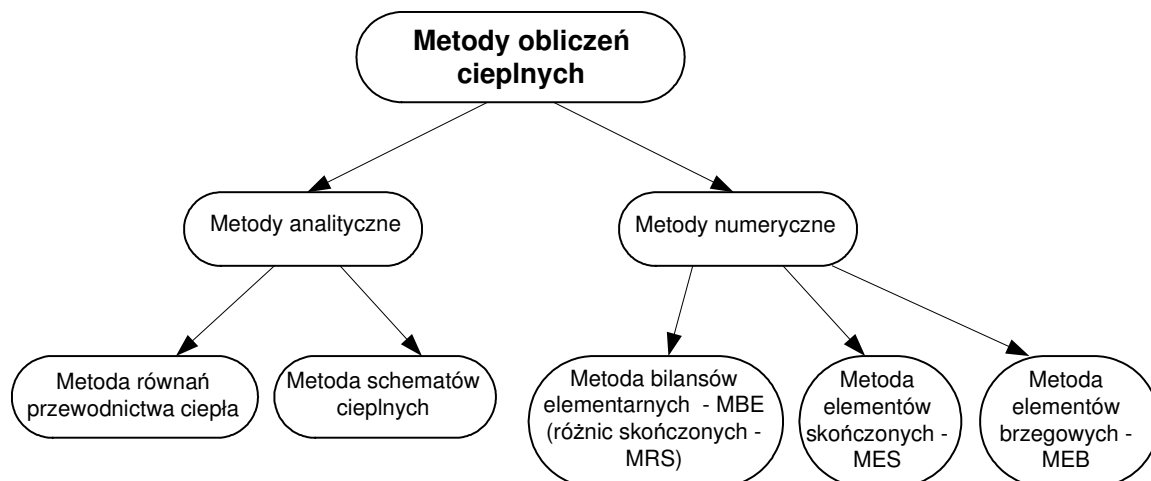 Metody obliczeń
cieplnych
Metody analityczne
Metody numeryczne
Metoda równań
przewodnictwa ciepła
Metoda schematów
cieplnych
Metoda bilansów
elementarnych - MBE
(różnic skończonych -
MRS)
Metoda
elementów
skończonych -
MES
Metoda
elementów
brzegowych -
MEB